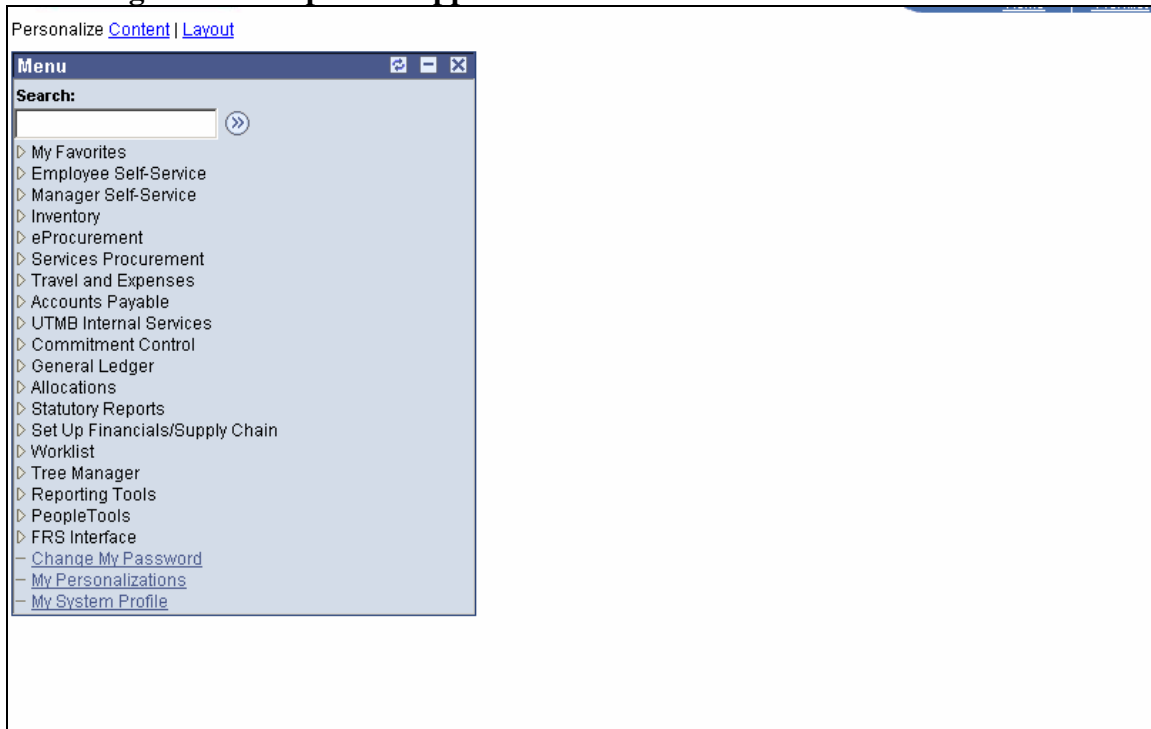 Personalize Content | Layout
Menu
Search:
My Favorites
Employee Self-Service
Manager Self-Service
Inventory
eProcurement
Services Procurement
Travel and Expenses
Accounts Payable
UTMB Internal Services
Commitment Control
General Ledger
Allocations
Statutory Reports
Set Up Financials/Supply Chain
Worklist
Tree Manager
Reporting Tools
PeopleTools
FRS Interface
Change My Password
My Personalizations
My System Profile